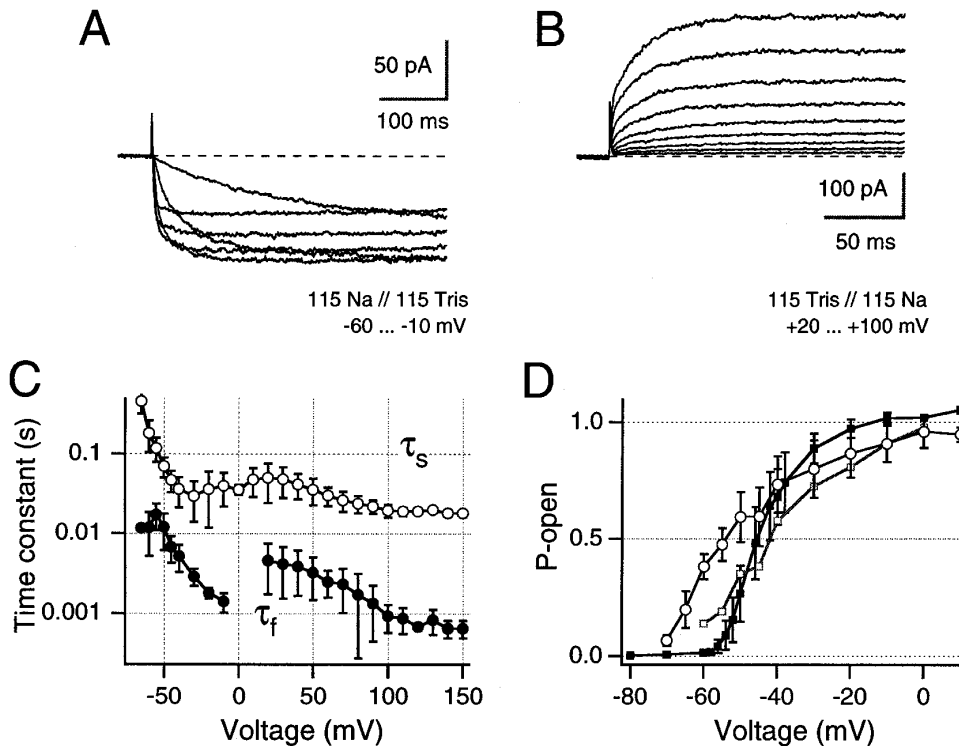 A
50 pA
100 ms
115 Na // 115 Tris
-60 ... -10 mV
B
100 pA
50 ms
115 Tris // 115 Na
+20 ... +100 mV
C
Time constant (s)
0.1
0.01
0.001
τS
τf
-50
0
50
100
150
Voltage (mV)
D
P-open
1.0
0.5
0.0
-80
-60
-40
-20
0
Voltage (mV)